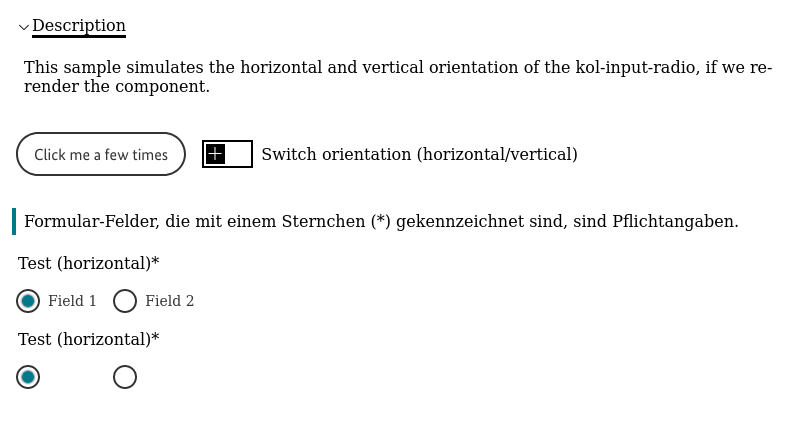 Description
This sample simulates the horizontal and vertical orientation of the kol-input-radio, if we re-
render the component.
Click me a few times
Switch orientation (horizontal/vertical)
Formular-Felder, die mit einem Sternchen (*) gekennzeichnet sind, sind Pflichtangaben.
Test (horizontal)*
Field 1 Field 2
Test (horizontal)*